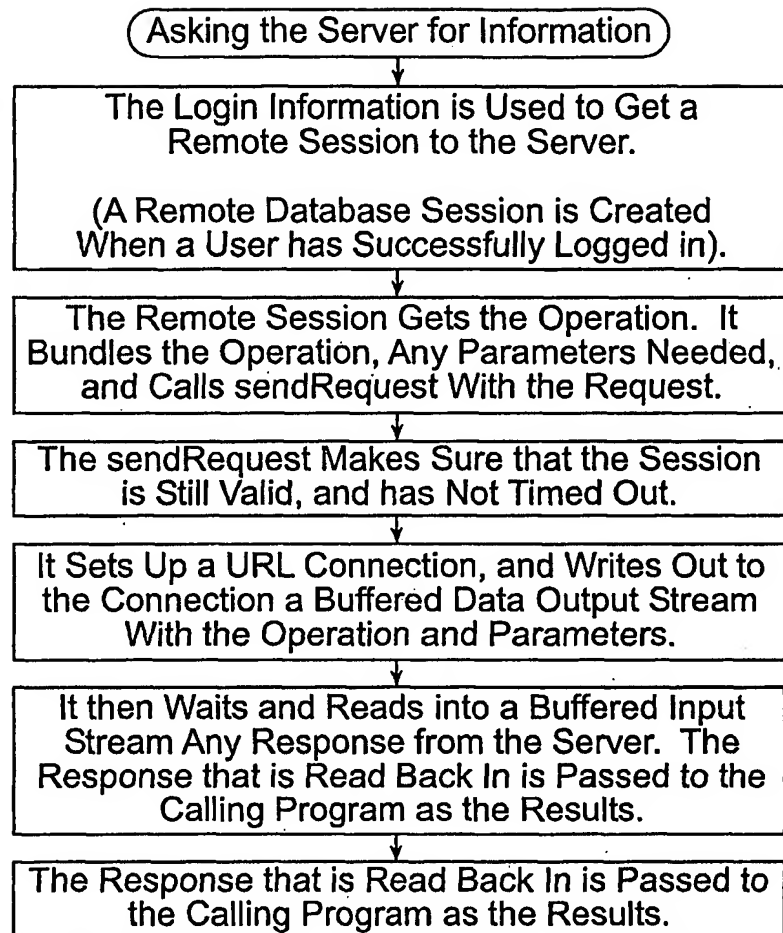 Asking the Server for Information
The Login Information is Used to Get a
Remote Session to the Server.
(A Remote Database Session is Created
When a User has Successfully Logged in).
The Remote Session Gets the Operation. It
Bundles the Operation, Any Parameters Needed,
and Calls sendRequest With the Request.
The sendRequest Makes Sure that the Session
is Still Valid, and has Not Timed Out.
It Sets Up a URL Connection, and Writes Out to
the Connection a Buffered Data Output Stream
With the Operation and Parameters.
It then Waits and Reads into a Buffered Input
Stream Any Response from the Server. The
Response that is Read Back In is Passed to the
Calling Program as the Results.
The Response that is Read Back In is Passed to
the Calling Program as the Results.